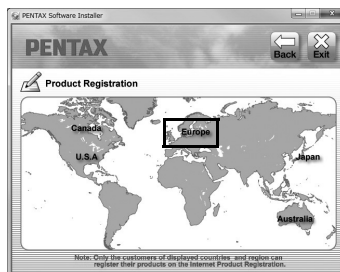 PENTAX Software Installer
PENTAX
Back Exit
Product Registration
Canada
Europe
U.S.A
Japan
Australia
Note: Only the customers of displayed countries and region can
register their products on the Internet Product Registration.